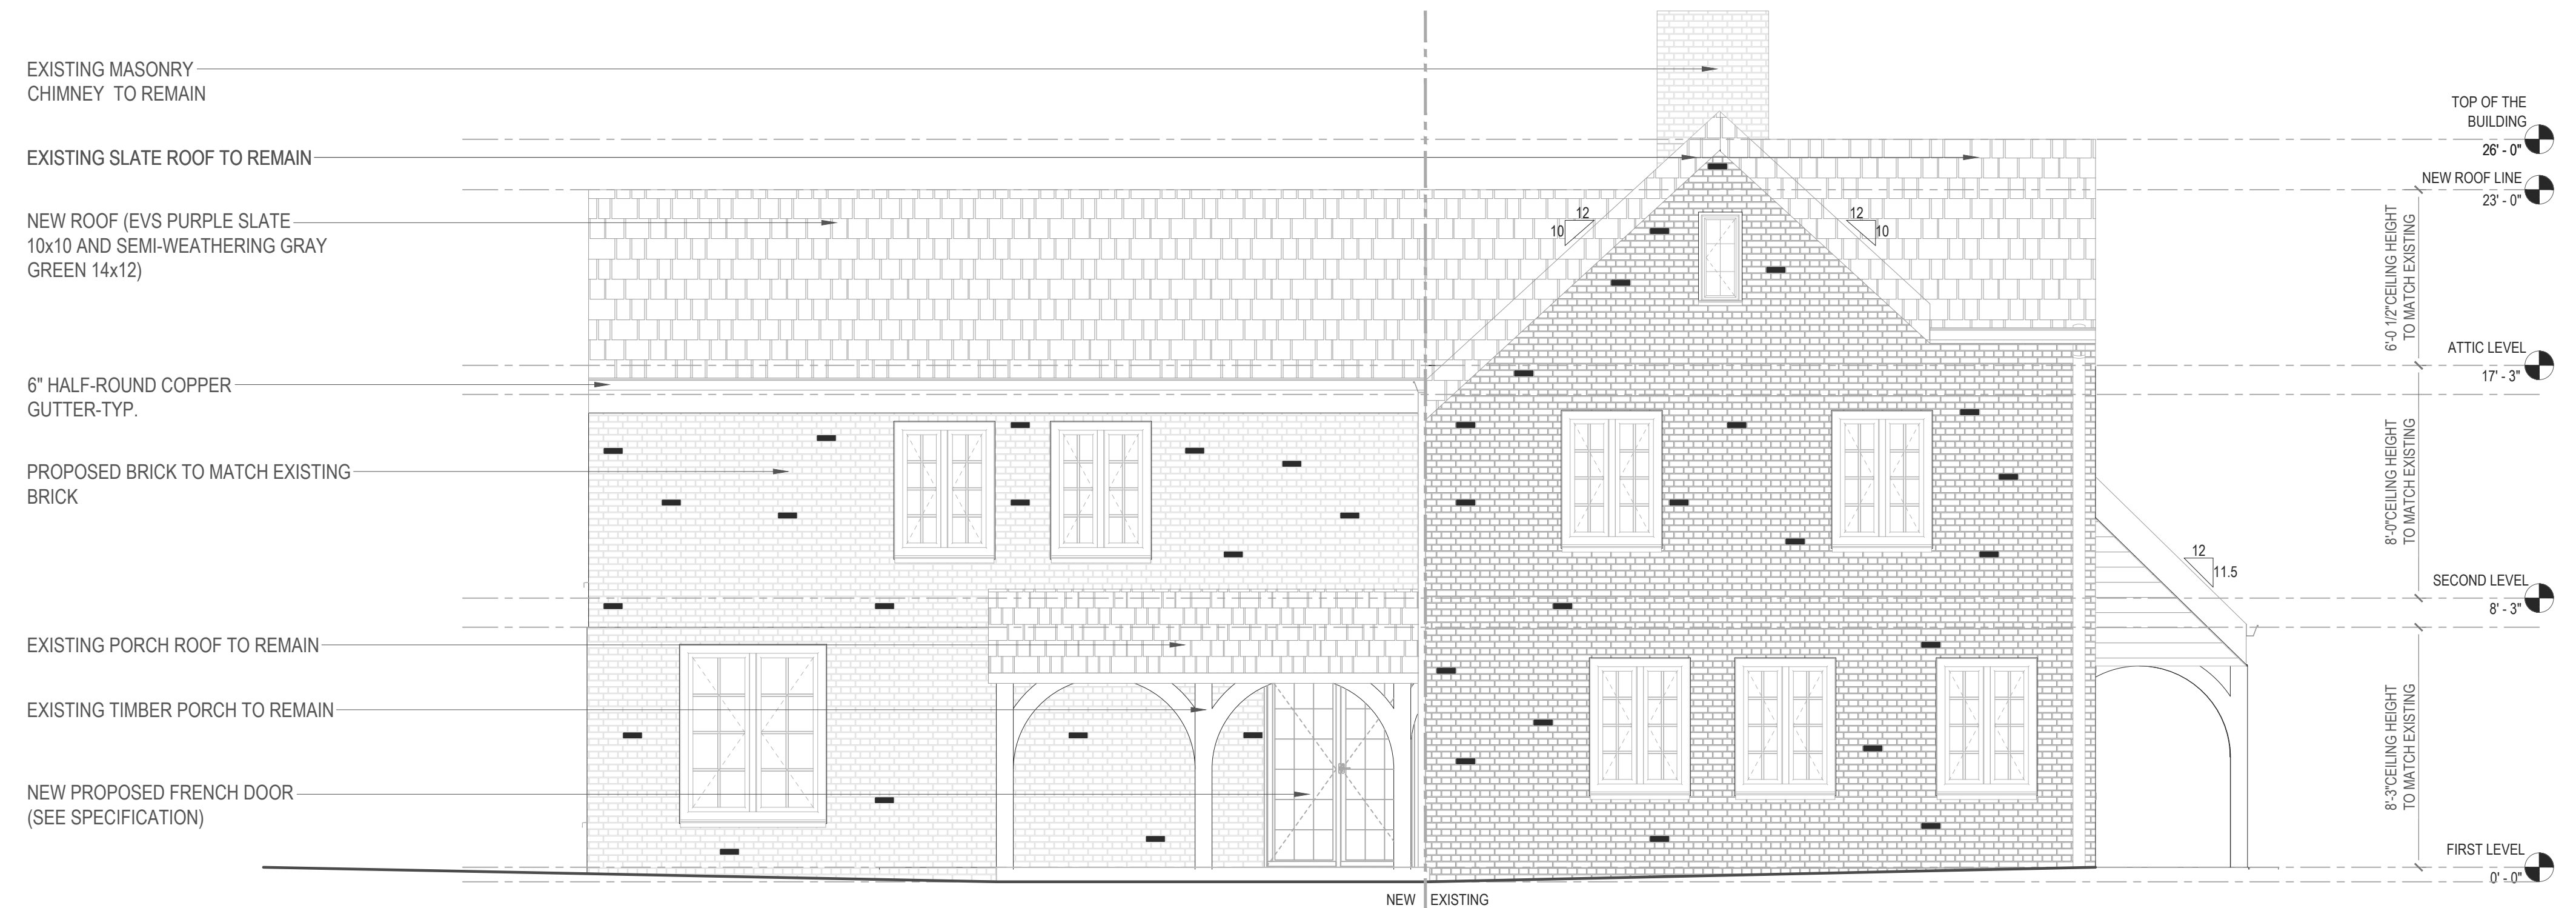 EXISTING MASONRY
CHIMNEY TO REMAIN
EXISTING SLATE ROOF TO REMAIN
NEW ROOF (EVS PURPLE SLATE
10x10 AND SEMI-WEATHERING GRAY
GREEN 14x12)
6" HALF-ROUND COPPER
GUTTER-TYP.
PROPOSED BRICK TO MATCH EXISTING
BRICK
EXISTING PORCH ROOF TO REMAIN
EXISTING TIMBER PORCH TO REMAIN
NEW PROPOSED FRENCH DOOR
(SEE SPECIFICATION)
12
10
12
10
12
11.5
NEW
EXISTING
6'-0 1/2"CEILING HEIGHT
TO MATCH EXISTING
8'-0"CEILING HEIGHT
TO MATCH EXISTING
8'-3"CEILING HEIGHT
TO MATCH EXISTING
TOP OF THE
BUILDING
26' - 0"
NEW ROOF LINE
23' - 0"
ATTIC LEVEL
17' - 3"
SECOND LEVEL
8' - 3"
FIRST LEVEL
0' - 0"